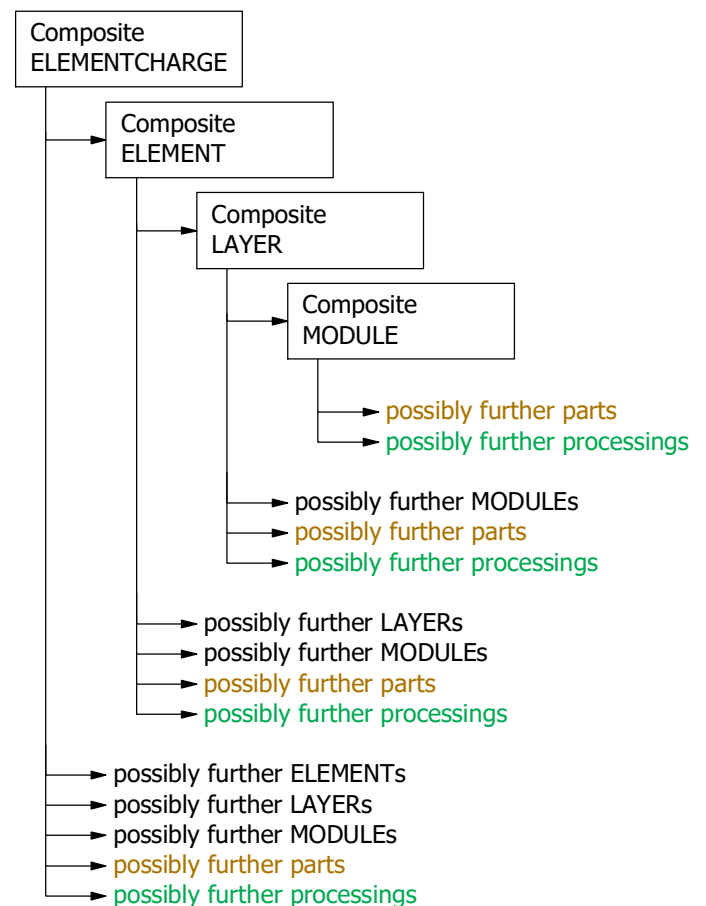 Composite
ELEMENTCHARGE
Composite
ELEMENT
Composite
LAYER
Composite
MODULE
possibly further parts
possibly further processings
possibly further MODULEs
possibly further parts
possibly further processings
possibly further LAYERs
possibly further MODULEs
possibly further parts
possibly further processings
possibly further ELEMENTs
possibly further LAYERs
possibly further MODULEs
possibly further parts
possibly further processings